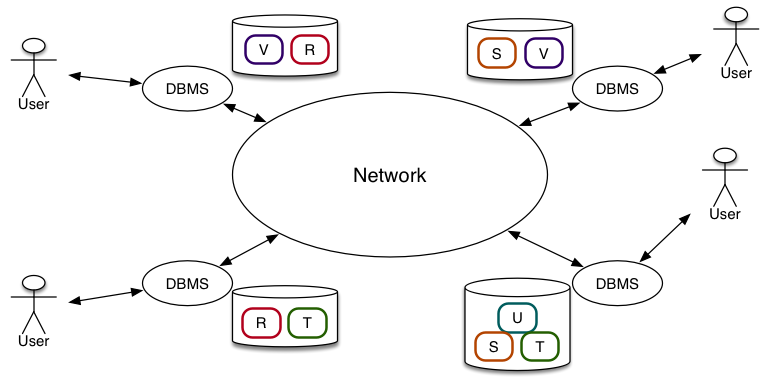 V R
S V
User
DBMS
DBMS
User
Network
User
DBMS
DBMS
User
R T
U
S T